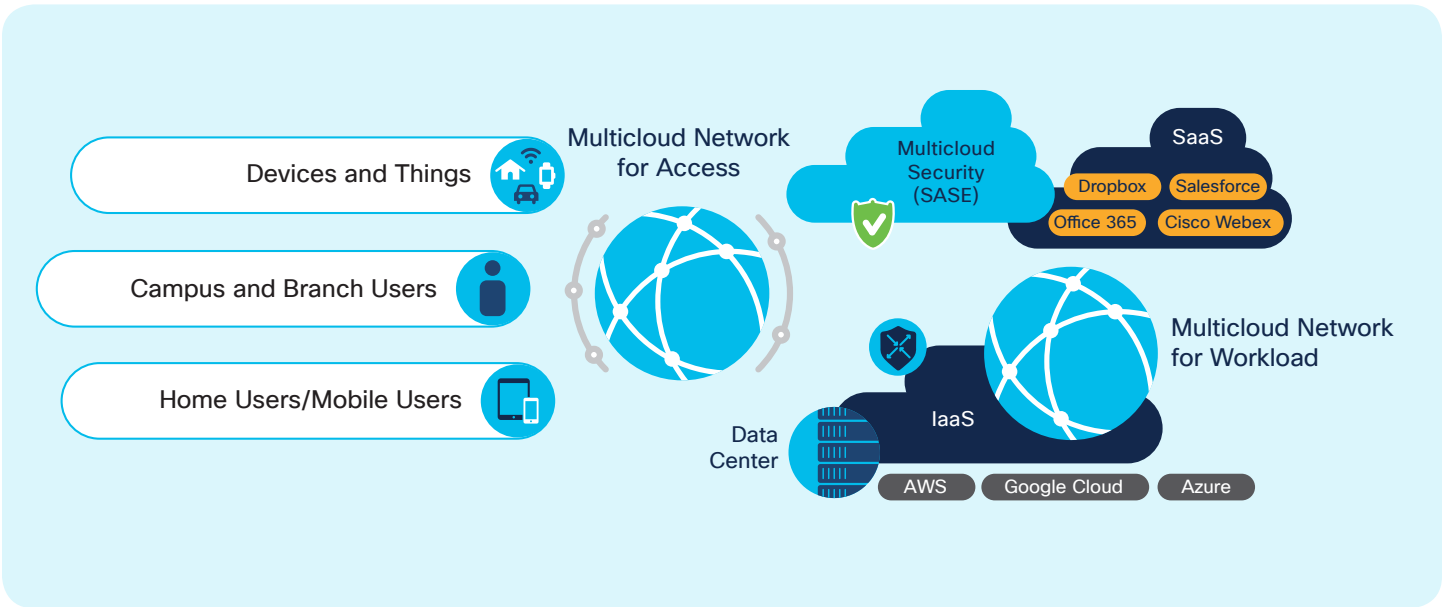 Devices and Things
Campus and Branch Users
Home Users/Mobile Users
Multicloud Network
for Access
Multicloud
Security
(SASE)
SaaS
Dropbox
Salesforce
Office 365
Cisco Webex
Multicloud Network
for Workload
IaaS
Data
Center
AWS
Google Cloud
Azure